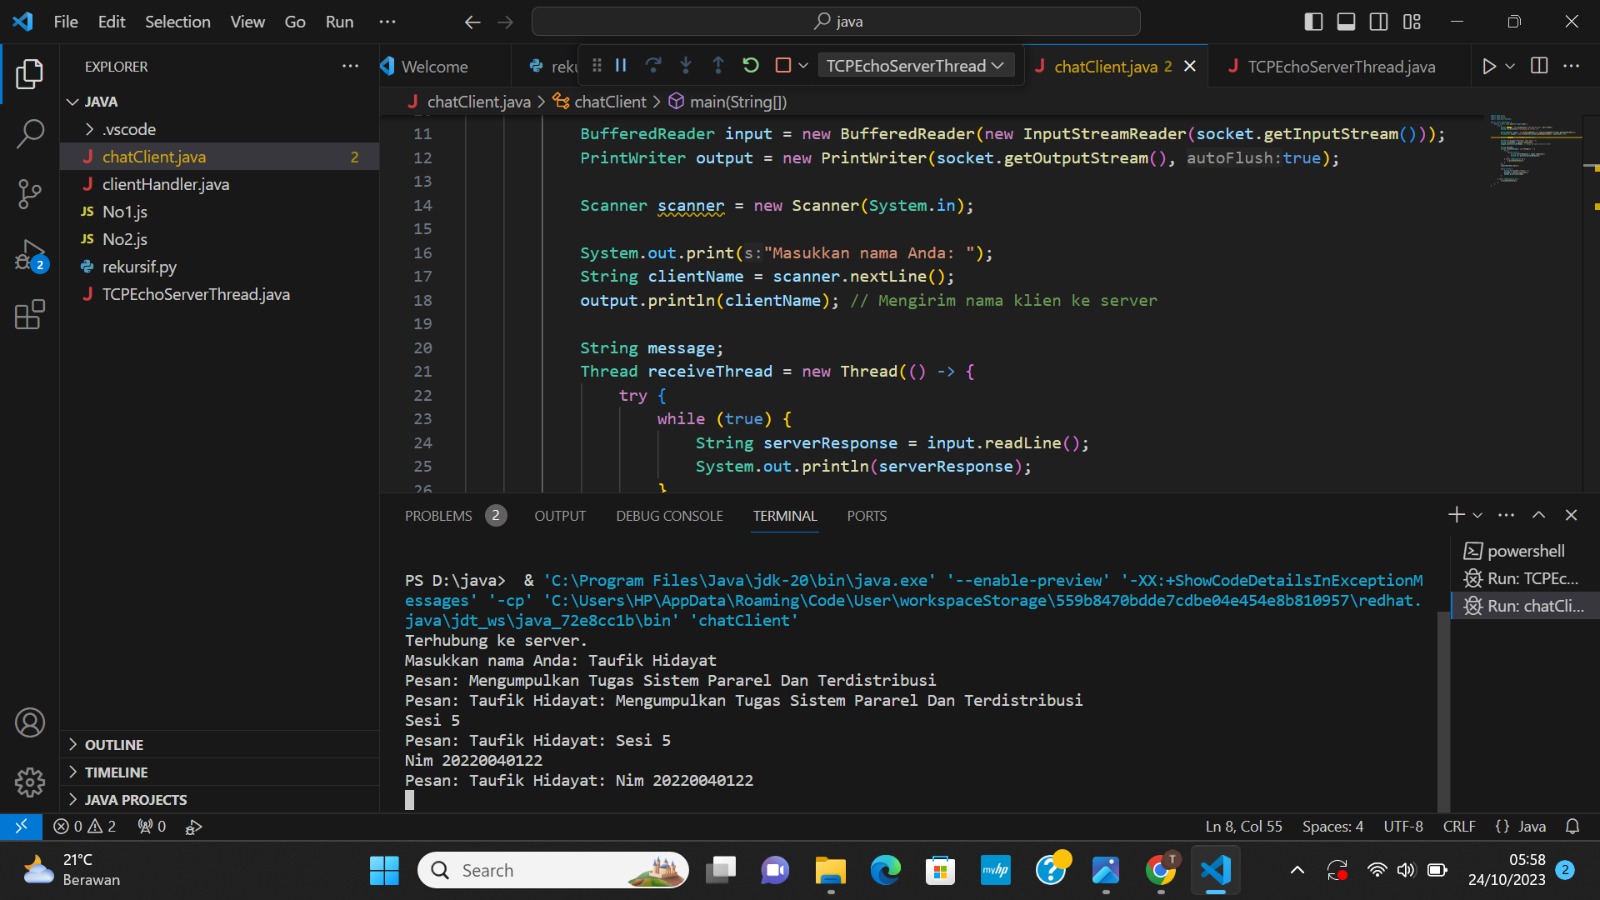 File Edit Selection View Go Run ··· java
EXPLORER ···
Welcome reku TCPEchoServerThread chatClient.java 2 TCPEchoServerThread.java ···
JAVA
chatClient.java > chatClient > main(String[])
.vscode
chatClient.java 2
clientHandler.java
No1.js
No2.js
rekursif.py
TCPEchoServerThread.java
OUTLINE
TIMELINE
JAVA PROJECTS
2
11 BufferedReader input = new BufferedReader(new InputStreamReader(socket.getInputStream()));
12 PrintWriter output = new PrintWriter(socket.getOutputStream(), autoFlush:true);
13
14 Scanner scanner = new Scanner(System.in);
15
16 System.out.print(s:"Masukkan nama Anda: ");
17 String clientName = scanner.nextLine();
18 output.println(clientName); // Mengirim nama klien ke server
19
20 String message;
21 Thread receiveThread = new Thread(() -> {
22 try {
23 while (true) {
24 String serverResponse = input.readLine();
25 System.out.println(serverResponse);
26 }
PROBLEMS 2 OUTPUT DEBUG CONSOLE TERMINAL PORTS ···
PS D:\java>  & 'C:\Program Files\Java\jdk-20\bin\java.exe' '--enable-preview' '-XX:+ShowCodeDetailsInExceptionM
essages' '-cp' 'C:\Users\HP\AppData\Roaming\Code\User\workspaceStorage\559b8470bdde7cdbe04e454e8b810957\redhat.
java\jdt_ws\java_72e8cc1b\bin' 'chatClient'
Terhubung ke server.
Masukkan nama Anda: Taufik Hidayat
Pesan: Mengumpulkan Tugas Sistem Pararel Dan Terdistribusi
Pesan: Taufik Hidayat: Mengumpulkan Tugas Sistem Pararel Dan Terdistribusi
Sesi 5
Pesan: Taufik Hidayat: Sesi 5
Nim 20220040122
Pesan: Taufik Hidayat: Nim 20220040122
powershell
Run: TCPEc...
Run: chatCli...
0 2 0 Ln 8, Col 55 Spaces: 4 UTF-8 CRLF {} Java
21°C
Berawan
Search
myhp
T
05:58
24/10/2023
2